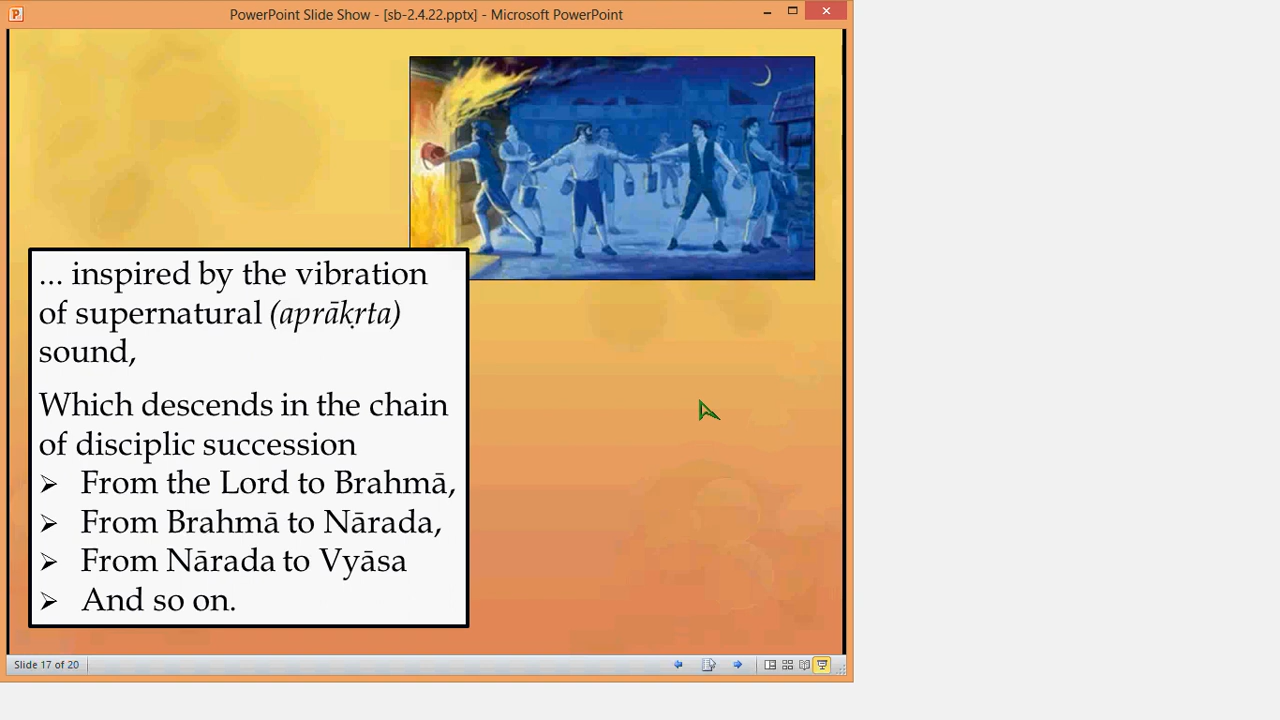 PowerPoint Slide Show - [sb-2.4.22.pptx] - Microsoft PowerPoint
... inspired by the vibration
of supernatural (aprākṛta)
sound,
Which descends in the chain
of disciplic succession
➢ From the Lord to Brahmā,
➢ From Brahmā to Nārada,
➢ From Nārada to Vyāsa
➢ And so on.
Slide 17 of 20